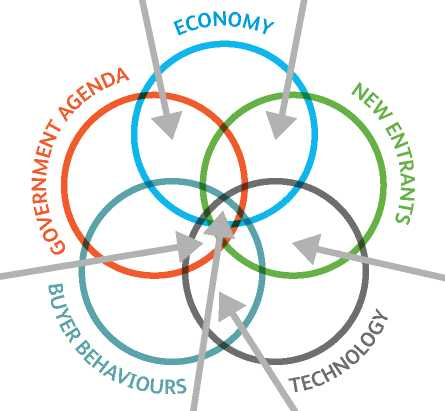 ECONOMY
GOVERNMENT AGENDA
NEW ENTRANTS
BUYER BEHAVIOURS
TECHNOLOGY